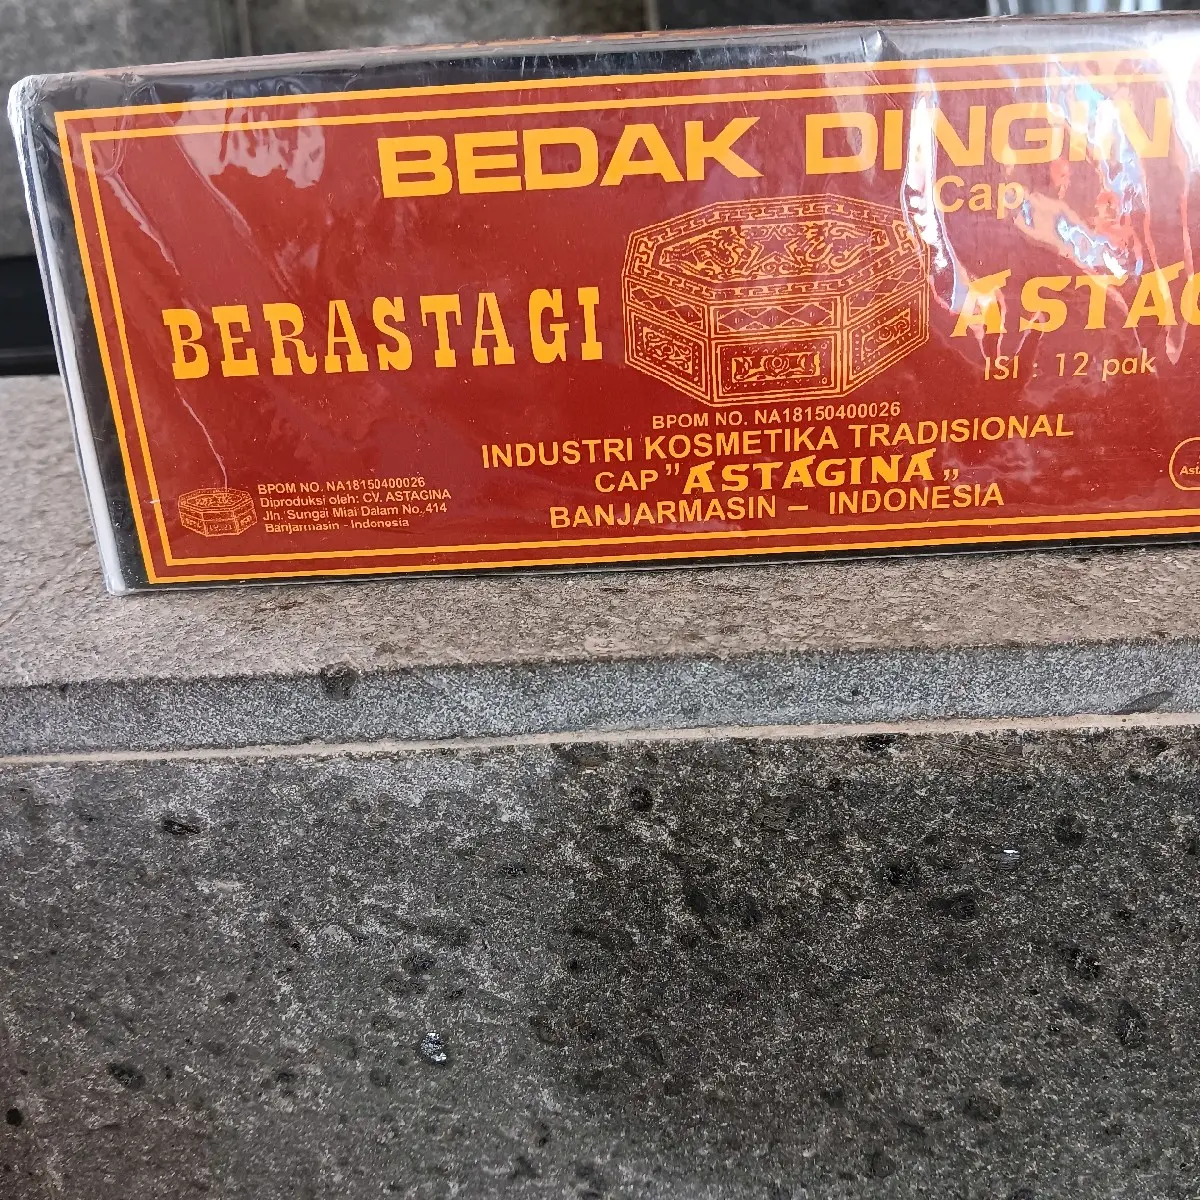 BEDAK DINGIN
Cap
BERASTAGI
ASTAG
ISI : 12 pak
BPOM NO. NA18150400026
INDUSTRI KOSMETIKA TRADISIONAL
CAP "ASTAGINA"
BANJARMASIN – INDONESIA
BPOM NO. NA18150400026
Diproduksi oleh: CV. ASTAGINA
Jln. Sungai Miai Dalam No. 414
Banjarmasin - Indonesia